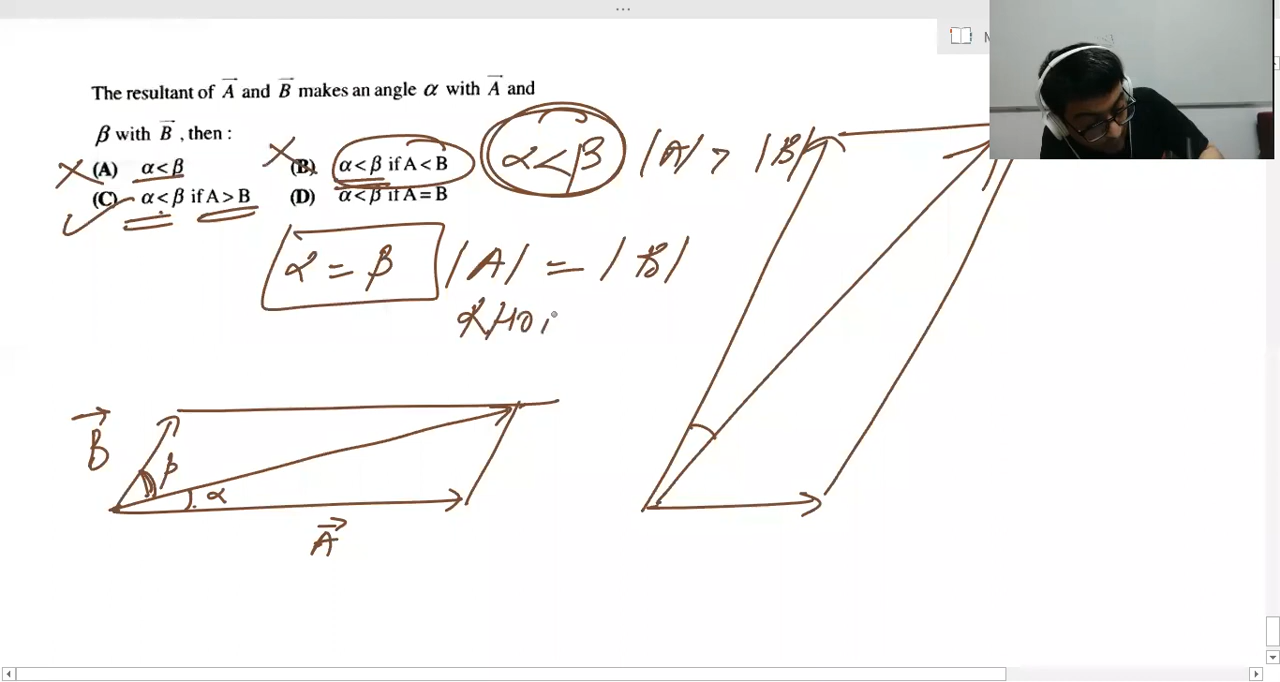 The resultant of A and B makes an angle α with A and
β with B , then :
(A) α<β (B) α<β if A<B
(C) α<β if A>B (D) α<β if A=B
α<β |A| > |B|
α = β |A| = |B|
B
β
α
A